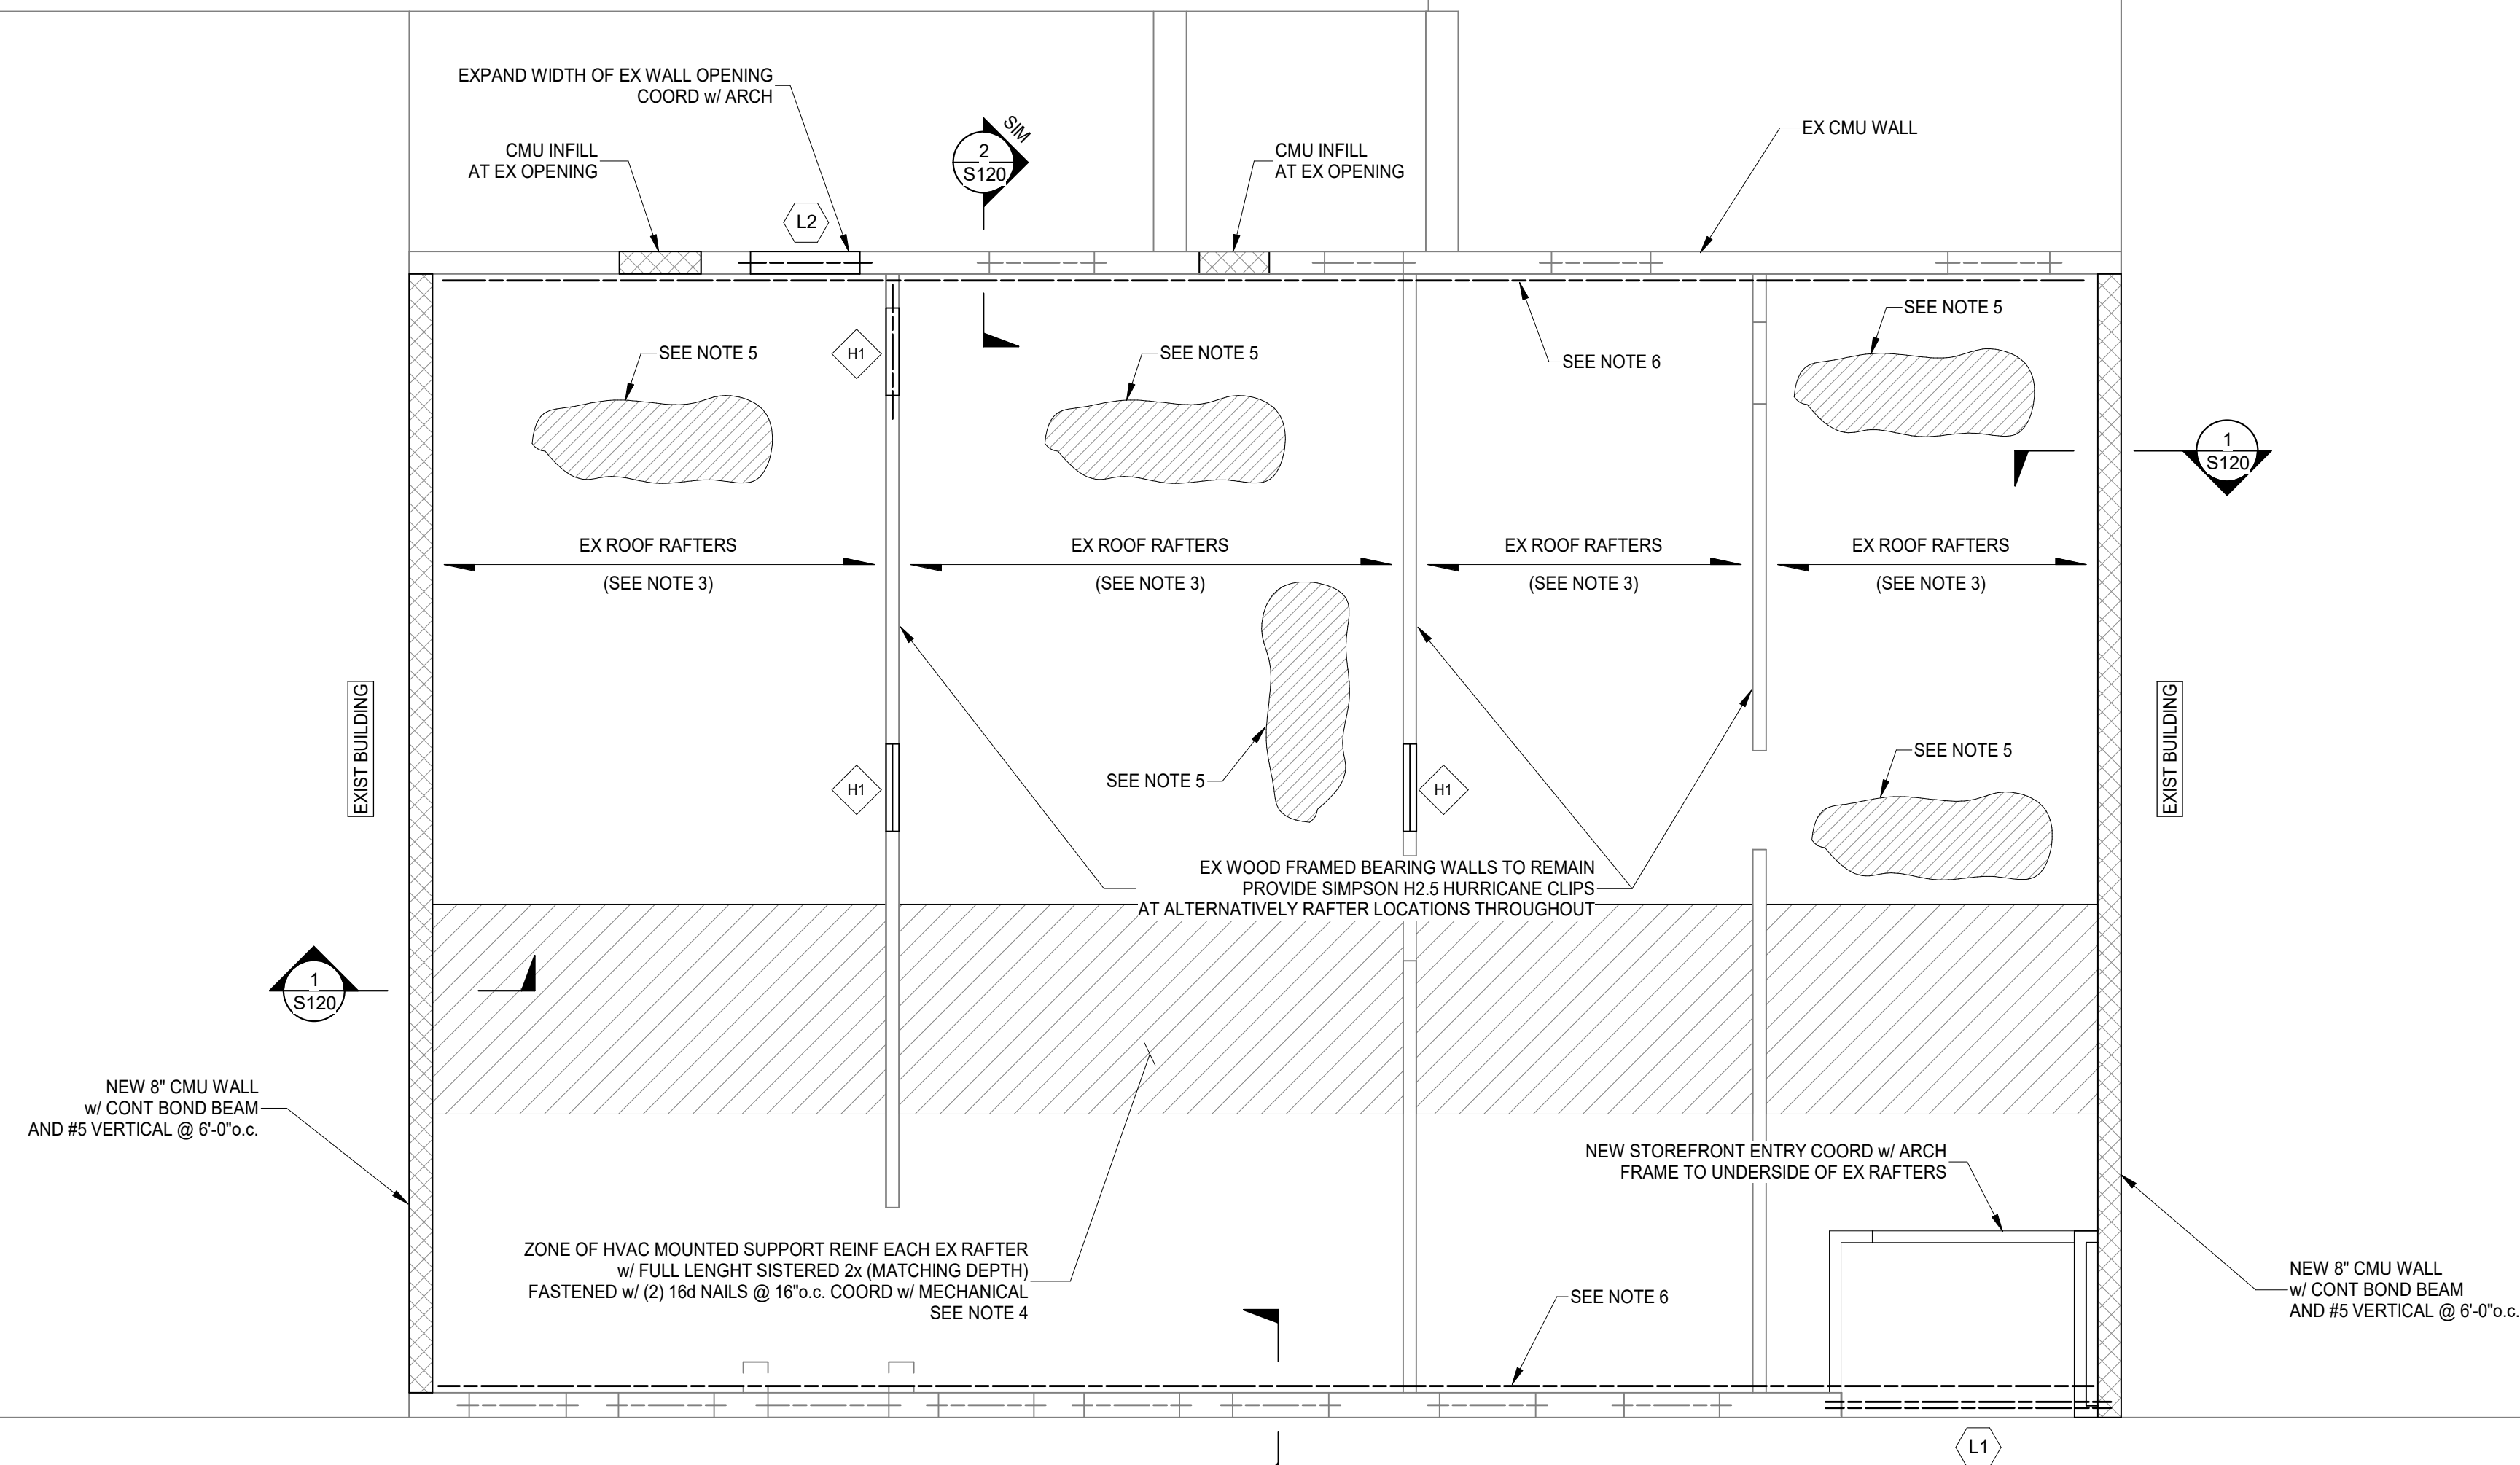 EXPAND WIDTH OF EX WALL OPENING
COORD w/ ARCH
CMU INFILL
AT EX OPENING
L2
2
S120
SIM
CMU INFILL
AT EX OPENING
EX CMU WALL
SEE NOTE 5
H1
SEE NOTE 5
SEE NOTE 6
SEE NOTE 5
1
S120
EX ROOF RAFTERS
(SEE NOTE 3)
EX ROOF RAFTERS
(SEE NOTE 3)
EX ROOF RAFTERS
(SEE NOTE 3)
EX ROOF RAFTERS
(SEE NOTE 3)
EXIST BUILDING
H1
SEE NOTE 5
H1
SEE NOTE 5
EXIST BUILDING
EX WOOD FRAMED BEARING WALLS TO REMAIN
PROVIDE SIMPSON H2.5 HURRICANE CLIPS
AT ALTERNATIVELY RAFTER LOCATIONS THROUGHOUT
1
S120
NEW 8" CMU WALL
w/ CONT BOND BEAM
AND #5 VERTICAL @ 6'-0"o.c.
NEW STOREFRONT ENTRY COORD w/ ARCH
FRAME TO UNDERSIDE OF EX RAFTERS
ZONE OF HVAC MOUNTED SUPPORT REINF EACH EX RAFTER
w/ FULL LENGHT SISTERED 2x (MATCHING DEPTH)
FASTENED w/ (2) 16d NAILS @ 16"o.c. COORD w/ MECHANICAL
SEE NOTE 4
SEE NOTE 6
NEW 8" CMU WALL
w/ CONT BOND BEAM
AND #5 VERTICAL @ 6'-0"o.c.
L1